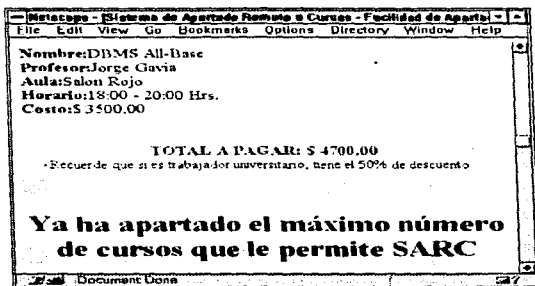 Netscape - [Sistema de Apartado Remoto a Cursos - Facilidad de Aparta
File Edit View Go Bookmarks Options Directory Window Help
Nombre:DBMS All-Base
Profesor:Jorge Gavia
Aula:Salon Rojo
Horario:18:00 - 20:00 Hrs.
Costo:$ 3500.00
TOTAL A PAGAR: $ 4700.00
·Recuerde que si es trabajador universitario, tiene el 50% de descuento
Ya ha apartado el máximo número
de cursos que le permite SARC
Document Done